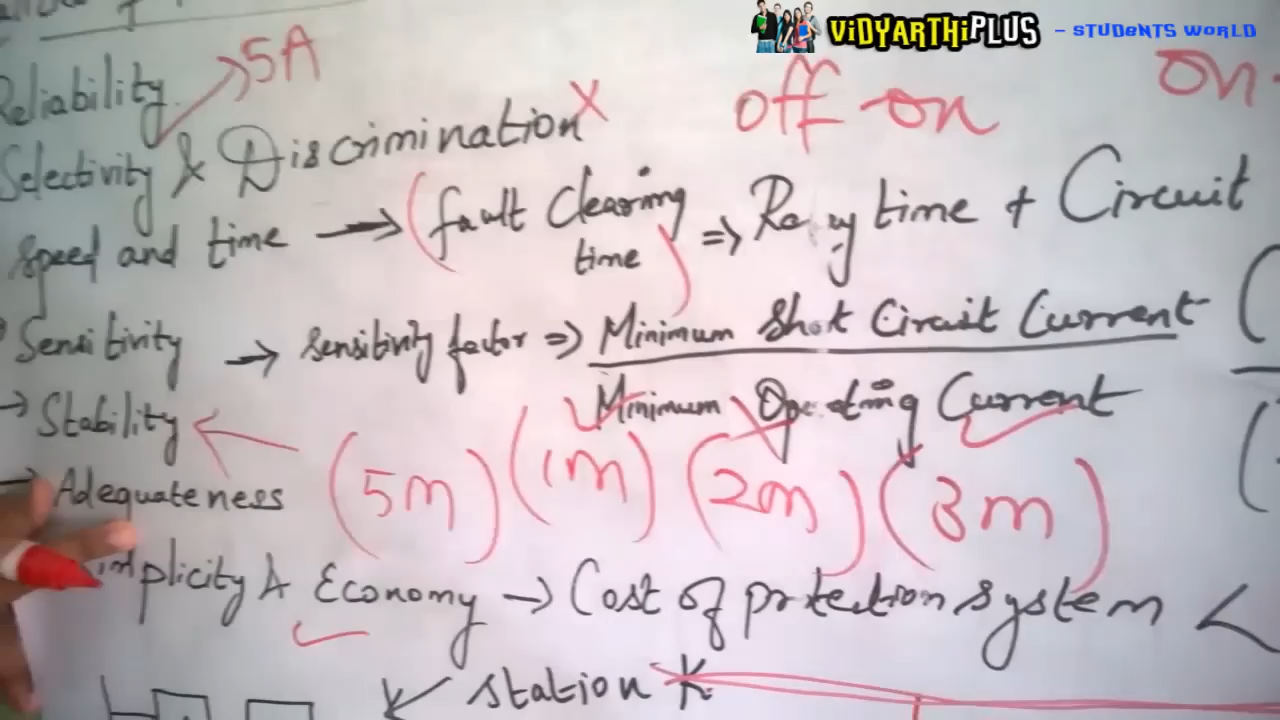 ViDYARTHiPLUS - STUDeNTS WORLD
5A
off - on
on
Reliability
Selectivity & Discrimination X
Speed and time → (fault clearing time) => Relay time + Circuit
Sensitivity → sensitivity factor => Minimum Short Circuit Current
Minimum Operating Current
→ Stability
(5m) (1m) (2m) (3m)
→ Adequateness
Simplicity & Economy → Cost of protection system <
station K